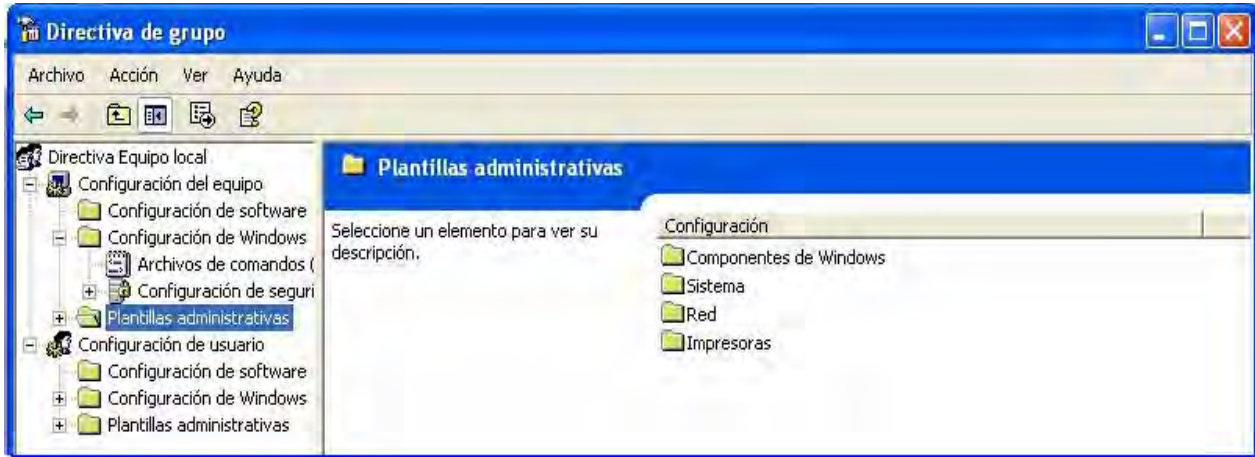 Directiva de grupo
Archivo Acción Ver Ayuda
Directiva Equipo local
Configuración del equipo
Configuración de software
Configuración de Windows
Archivos de comandos (
Configuración de seguri
Plantillas administrativas
Configuración de usuario
Configuración de software
Configuración de Windows
Plantillas administrativas
Plantillas administrativas
Seleccione un elemento para ver su
descripción.
Configuración
Componentes de Windows
Sistema
Red
Impresoras